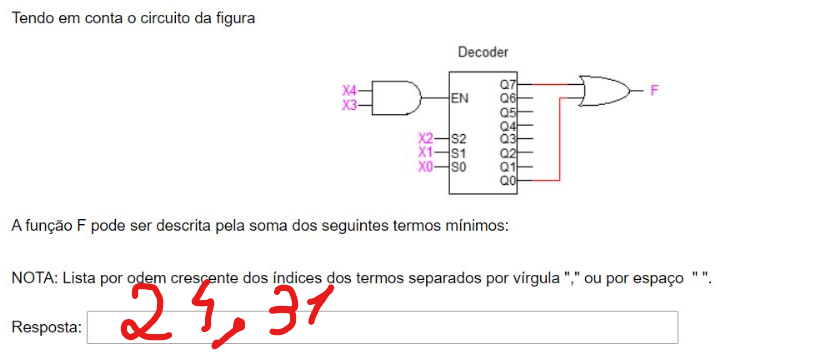 Tendo em conta o circuito da figura
Decoder
X4
X3
EN
Q7
Q6
Q5
Q4
Q3
Q2
Q1
Q0
X2 S2
X1 S1
X0 S0
F
A função F pode ser descrita pela soma dos seguintes termos mínimos:
NOTA: Lista por odem crescente dos índices dos termos separados por vírgula "," ou por espaço " ".
Resposta: 24, 31